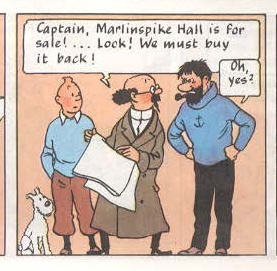 Captain, Marlinspike Hall is for
sale! ... Look! We must buy
it back!
Oh,
yes?